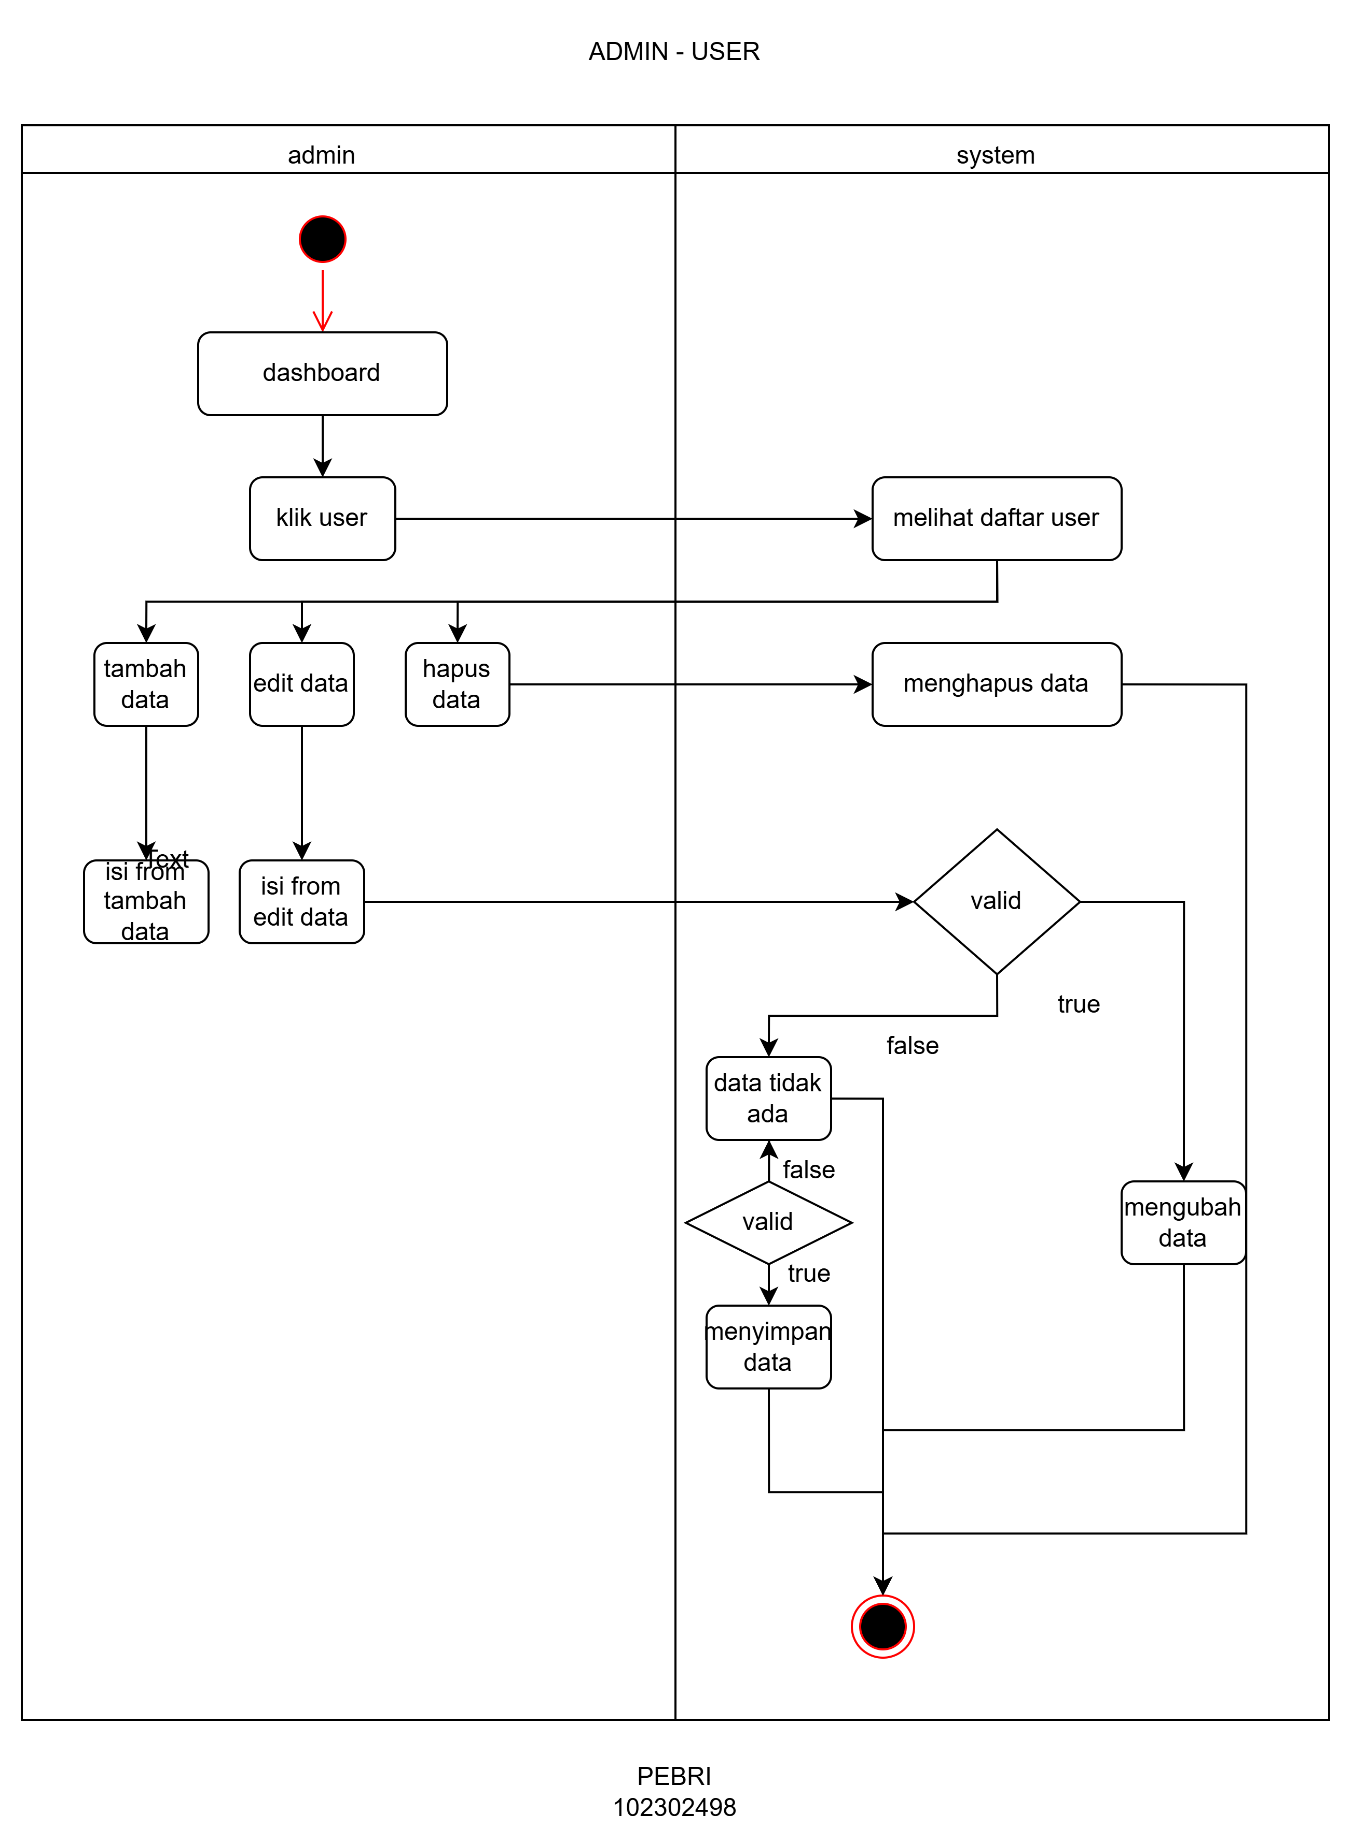 ADMIN - USER
admin
system
dashboard
klik user
melihat daftar user
tambah
data
edit data
hapus
data
menghapus data
Text
isi from
tambah
data
isi from
edit data
valid
true
false
data tidak
ada
false
valid
true
mengubah
data
menyimpan
data
PEBRI
102302498